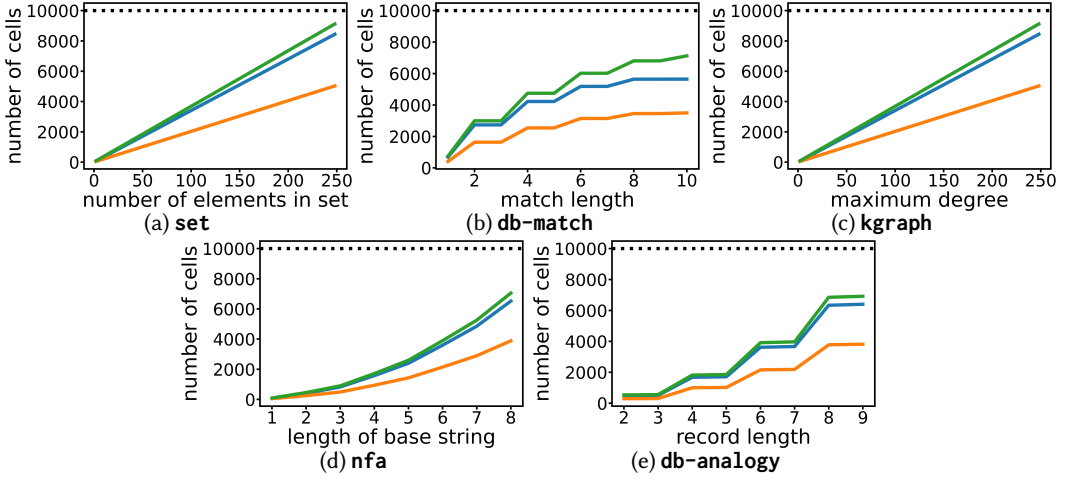 10000
8000
6000
4000
2000
0
number of cells
0 50 100 150 200 250
number of elements in set
(a) set
10000
8000
6000
4000
2000
0
number of cells
2 4 6 8 10
match length
(b) db-match
10000
8000
6000
4000
2000
0
number of cells
0 50 100 150 200 250
maximum degree
(c) kgraph
10000
8000
6000
4000
2000
0
number of cells
1 2 3 4 5 6 7 8
length of base string
(d) nfa
10000
8000
6000
4000
2000
0
number of cells
2 3 4 5 6 7 8 9
record length
(e) db-analogy